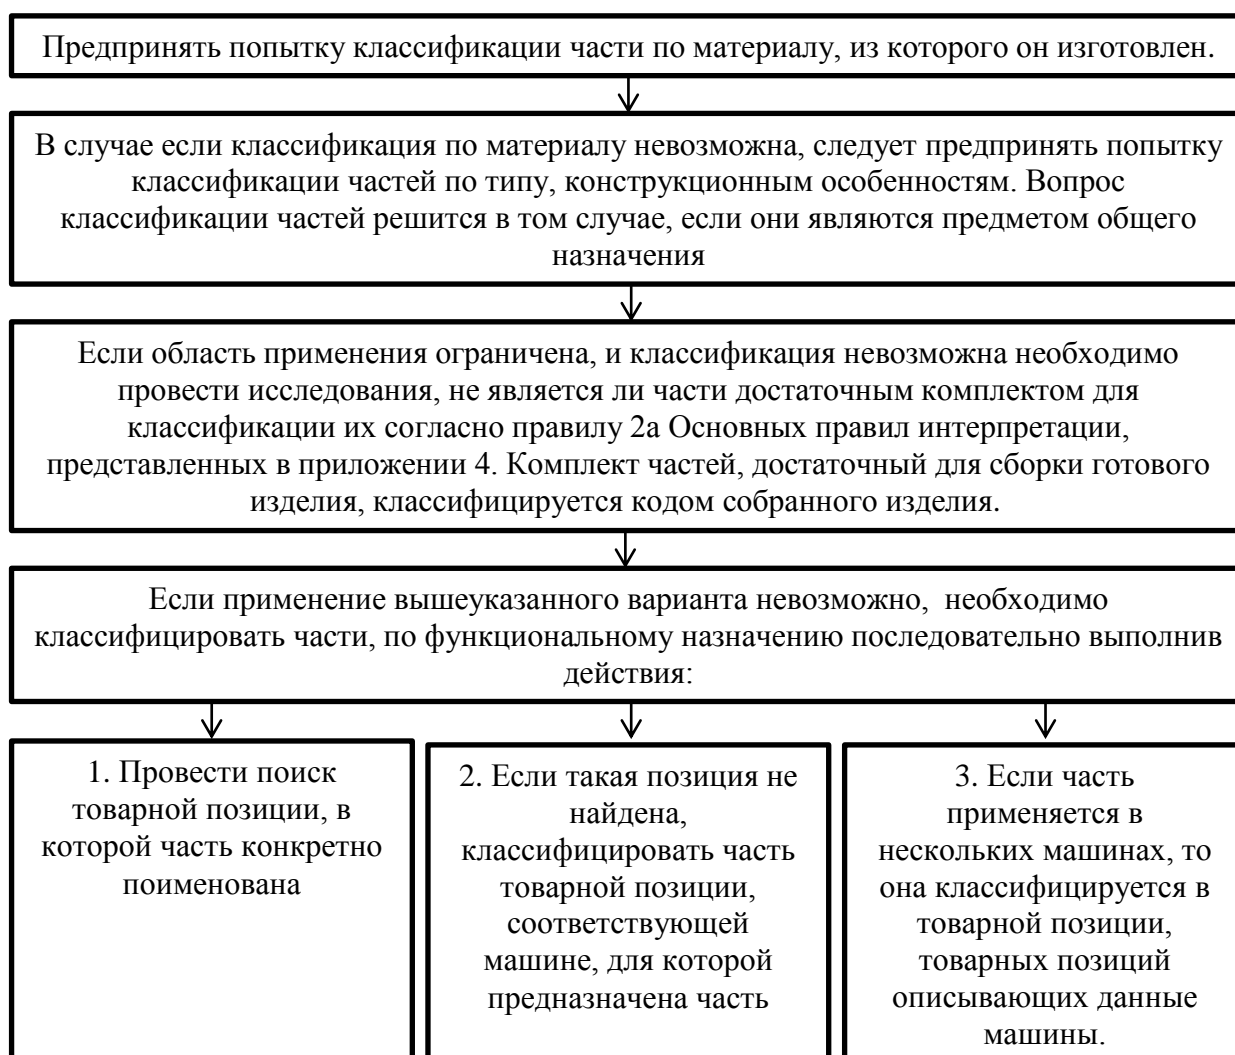 Предпринять попытку классификации части по материалу, из которого он изготовлен.
В случае если классификация по материалу невозможна, следует предпринять попытку
классификации частей по типу, конструкционным особенностям. Вопрос
классификации частей решится в том случае, если они являются предметом общего
назначения
Если область применения ограничена, и классификация невозможна необходимо
провести исследования, не является ли части достаточным комплектом для
классификации их согласно правилу 2а Основных правил интерпретации,
представленных в приложении 4. Комплект частей, достаточный для сборки готового
изделия, классифицируется кодом собранного изделия.
Если применение вышеуказанного варианта невозможно, необходимо
классифицировать части, по функциональному назначению последовательно выполнив
действия:
1. Провести поиск
товарной позиции, в
которой часть конкретно
поименована
2. Если такая позиция не
найдена,
классифицировать часть
товарной позиции,
соответствующей
машине, для которой
предназначена часть
3. Если часть
применяется в
нескольких машинах, то
она классифицируется в
товарной позиции,
товарных позиций
описывающих данные
машины.